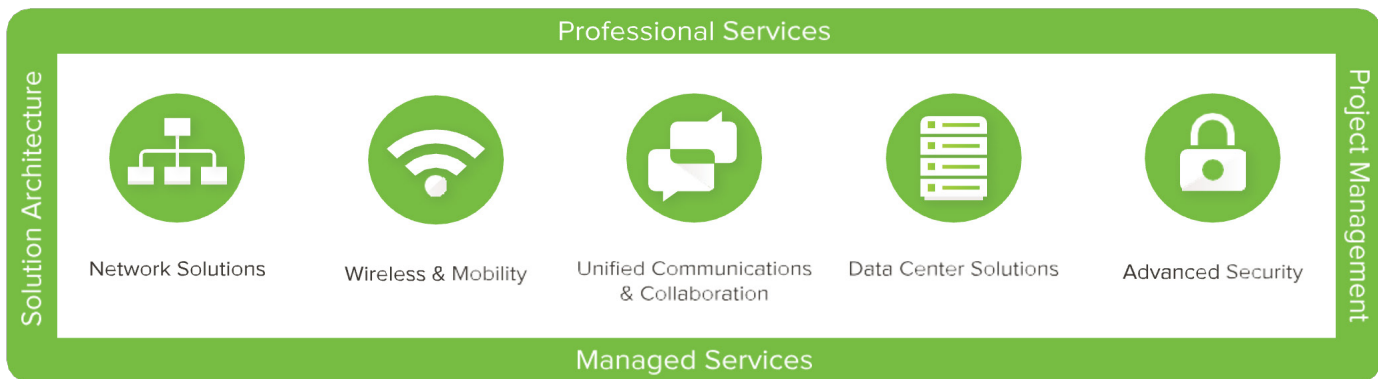 Professional Services
Solution Architecture
Project Management
Network Solutions
Wireless & Mobility
Unified Communications
& Collaboration
Data Center Solutions
Advanced Security
Managed Services